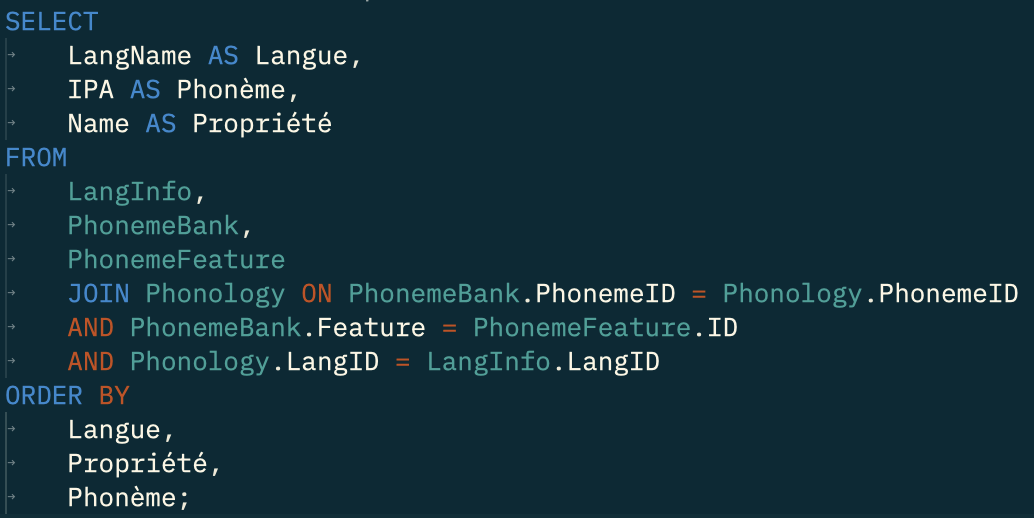 SELECT
LangName AS Langue,
IPA AS Phonème,
Name AS Propriété
FROM
LangInfo,
PhonemeBank,
PhonemeFeature
JOIN Phonology ON PhonemeBank.PhonemeID = Phonology.PhonemeID
AND PhonemeBank.Feature = PhonemeFeature.ID
AND Phonology.LangID = LangInfo.LangID
ORDER BY
Langue,
Propriété,
Phonème;